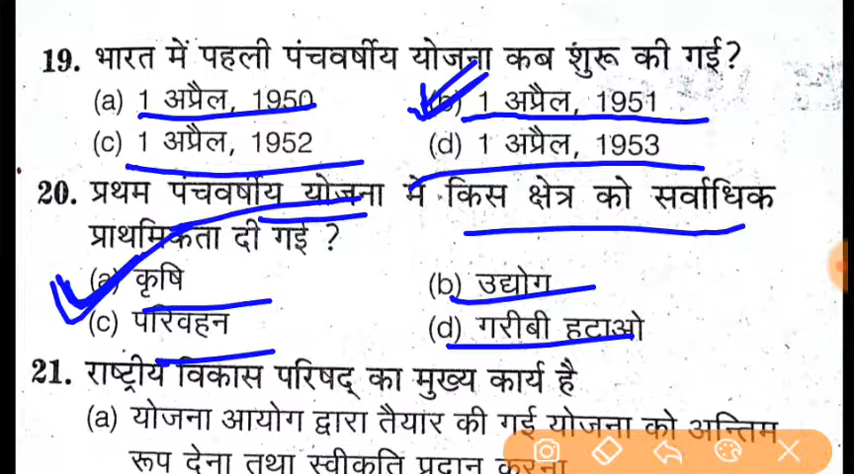 19. भारत में पहली पंचवर्षीय योजना कब शुरू की गई?
(a) 1 अप्रैल, 1950 (b) 1 अप्रैल, 1951
(c) 1 अप्रैल, 1952 (d) 1 अप्रैल, 1953
20. प्रथम पंचवर्षीय योजना में किस क्षेत्र को सर्वाधिक
प्राथमिकता दी गई ?
(a) कृषि (b) उद्योग
(c) परिवहन (d) गरीबी हटाओ
21. राष्ट्रीय विकास परिषद् का मुख्य कार्य है
(a) योजना आयोग द्वारा तैयार की गई योजना को अन्तिम
रूप देना तथा स्वीकृति प्रदान करना